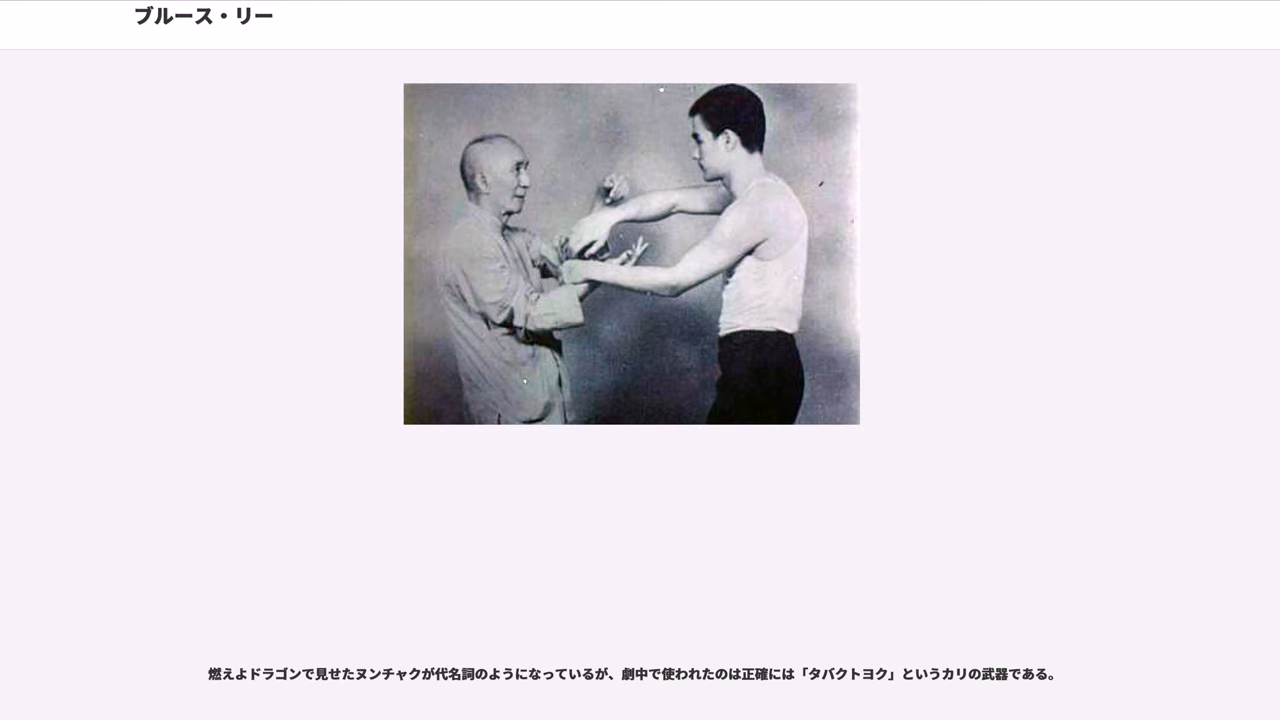 ブルース・リー
燃えよドラゴンで見せたヌンチャクが代名詞のようになっているが、劇中で使われたのは正確には「タバクトヨク」というカリの武器である。